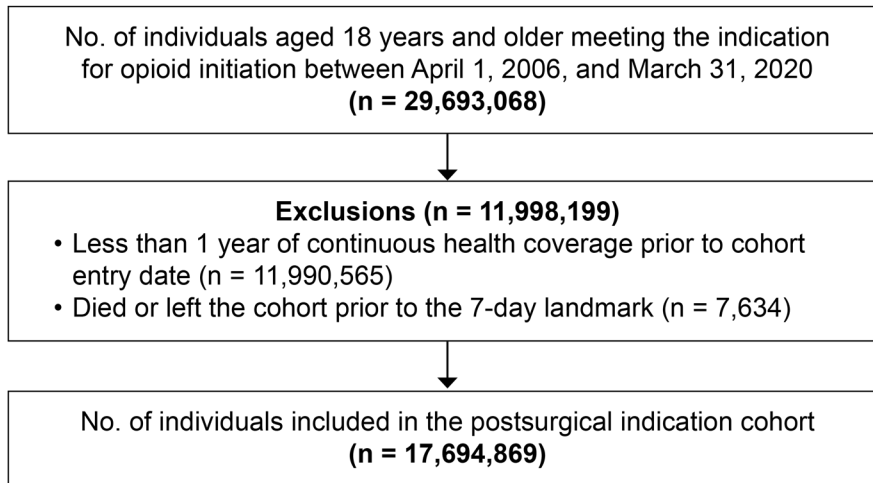 No. of individuals aged 18 years and older meeting the indication
for opioid initiation between April 1, 2006, and March 31, 2020
(n = 29,693,068)
Exclusions (n = 11,998,199)
• Less than 1 year of continuous health coverage prior to cohort
entry date (n = 11,990,565)
• Died or left the cohort prior to the 7-day landmark (n = 7,634)
No. of individuals included in the postsurgical indication cohort
(n = 17,694,869)